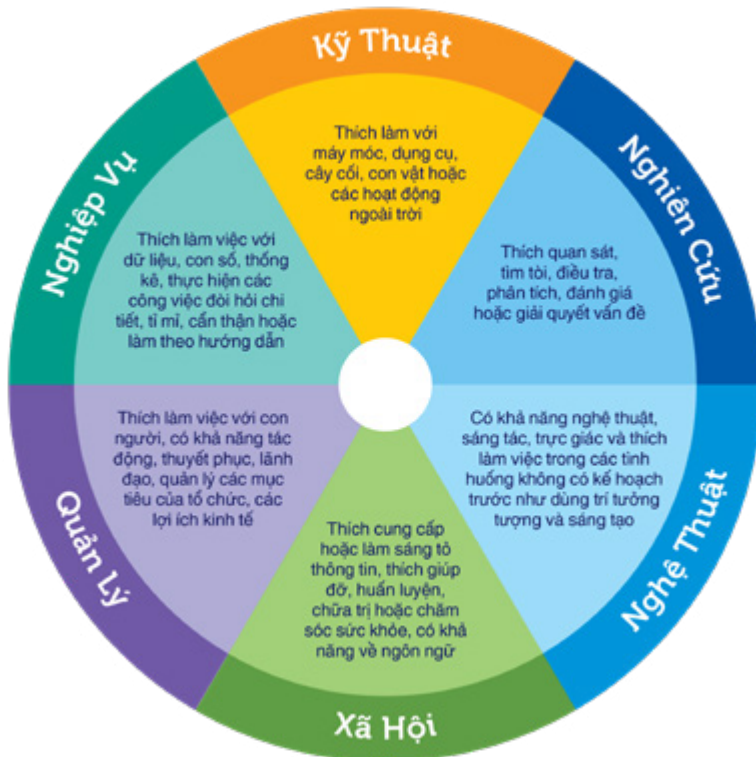 Kỹ Thuật
Thích làm với
máy móc, dụng cụ,
cây cối, con vật hoặc
các hoạt động
ngoài trời
Nghiên Cứu
Thích quan sát,
tìm tòi, điều tra,
phân tích, đánh giá
hoặc giải quyết vấn đề
Nghệ Thuật
Có khả năng nghệ thuật,
sáng tác, trực giác và thích
làm việc trong các tình
huống không có kế hoạch
trước như dùng trí tưởng
tượng và sáng tạo
Xã Hội
Thích cung cấp
hoặc làm sáng tỏ
thông tin, thích giúp
đỡ, huấn luyện,
chữa trị hoặc chăm
sóc sức khỏe, có khả
năng về ngôn ngữ
Quản Lý
Thích làm việc với con
người, có khả năng tác
động, thuyết phục, lãnh
đạo, quản lý các mục
tiêu của tổ chức, các
lợi ích kinh tế
Nghiệp Vụ
Thích làm việc với
dữ liệu, con số, thống
kê, thực hiện các
công việc đòi hỏi chi
tiết, tỉ mỉ, cẩn thận hoặc
làm theo hướng dẫn